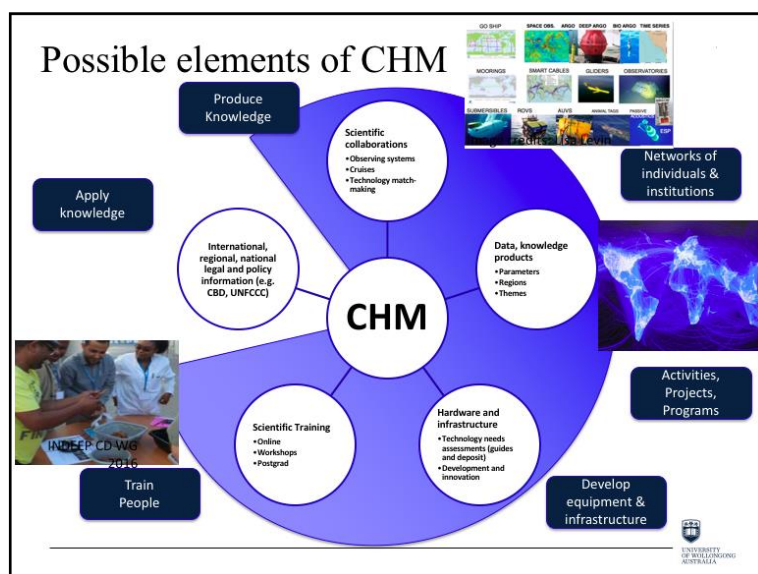 Possible elements of CHM
GO SHIP
SPACE OBS.
ARGO
DEEP ARGO
BIO ARGO
TIME SERIES
MOORINGS
SMART CABLES
GLIDERS
OBSERVATORIES
SUBMERSIBLES
ROVS
AUVS
ANIMAL TAGS
PASSIVE
ACOUSTICS
ESP
Levin
Produce
Knowledge
Apply
knowledge
Networks of
individuals &
institutions
Scientific
collaborations
•Observing systems
•Cruises
•Technology match-
making
International,
regional, national
legal and policy
information (e.g.
CBD, UNFCCC)
Data, knowledge
products
•Parameters
•Regions
•Themes
CHM
Activities,
Projects,
Programs
Scientific Training
•Online
•Workshops
•Postgrad
Hardware and
infrastructure
•Technology needs
assessments (guides
and deposit)
•Development and
innovation
INDEEP CD WG
2016
Train
People
Develop
equipment &
infrastructure
UNIVERSITY
OF WOLLONGONG
AUSTRALIA